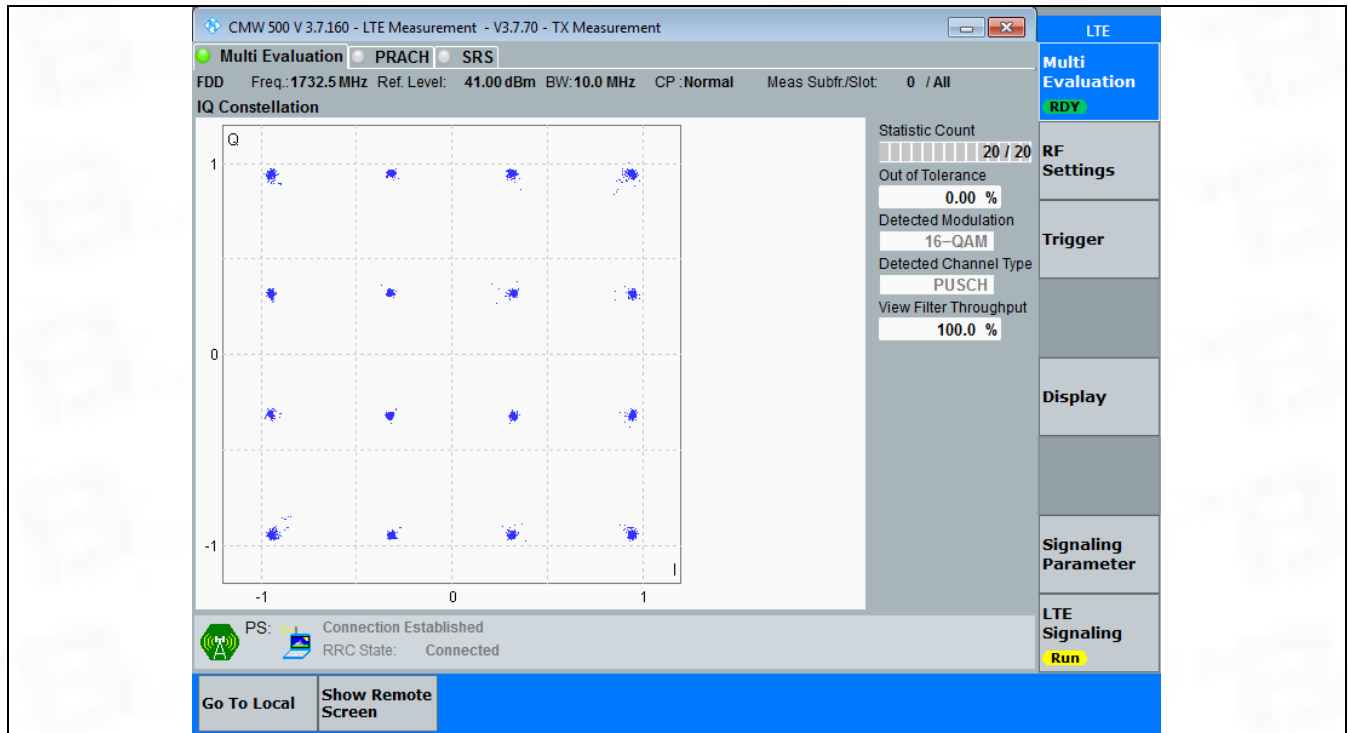 CMW 500 V 3.7.160 - LTE Measurement - V3.7.70 - TX Measurement
Multi Evaluation PRACH SRS
FDD Freq.:1732.5 MHz Ref. Level: 41.00 dBm BW:10.0 MHz CP :Normal Meas Subfr./Slot: 0 / All
IQ Constellation
Q
1
0
-1
I
-1 0 1
Statistic Count
20 / 20
Out of Tolerance
0.00 %
Detected Modulation
16-QAM
Detected Channel Type
PUSCH
View Filter Throughput
100.0 %
PS: Connection Established
RRC State: Connected
Go To Local
Show Remote
Screen
LTE
Multi
Evaluation
RDY
RF
Settings
Trigger
Display
Signaling
Parameter
LTE
Signaling
Run